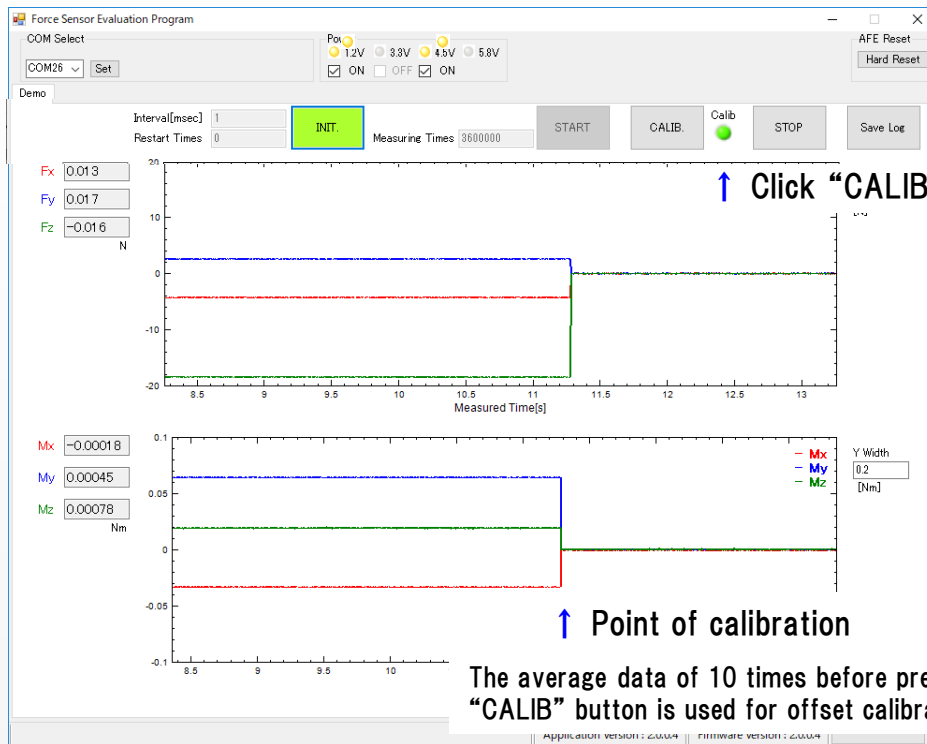 Force Sensor Evaluation Program
COM Select
AFE Reset
1.2V 3.3V 4.5V 5.8V
COM26 Set
ON OFF ON
Hard Reset
Demo
Interval[msec] 1
Restart Times 0
INIT.
Measuring Times 3600000
START
CALIB.
Calib
STOP
Save Log
Fx 0.013
Fy 0.017
Fz -0.016
N
↑ Click “CALIB
20
10
0
-10
-20
8.5 9 9.5 10 10.5 11 11.5 12 12.5 13
Measured Time[s]
Mx -0.00018
My 0.00045
Mz 0.00078
Nm
0.1
0.05
0
-0.05
-0.1
Mx
My
Mz
Y Width
0.2
[Nm]
8.5 9 9.5 10
↑ Point of calibration
The average data of 10 times before pre
“CALIB” button is used for offset calibra
Application Version : 2.0.0.4 Firmware Version : 2.0.0.4